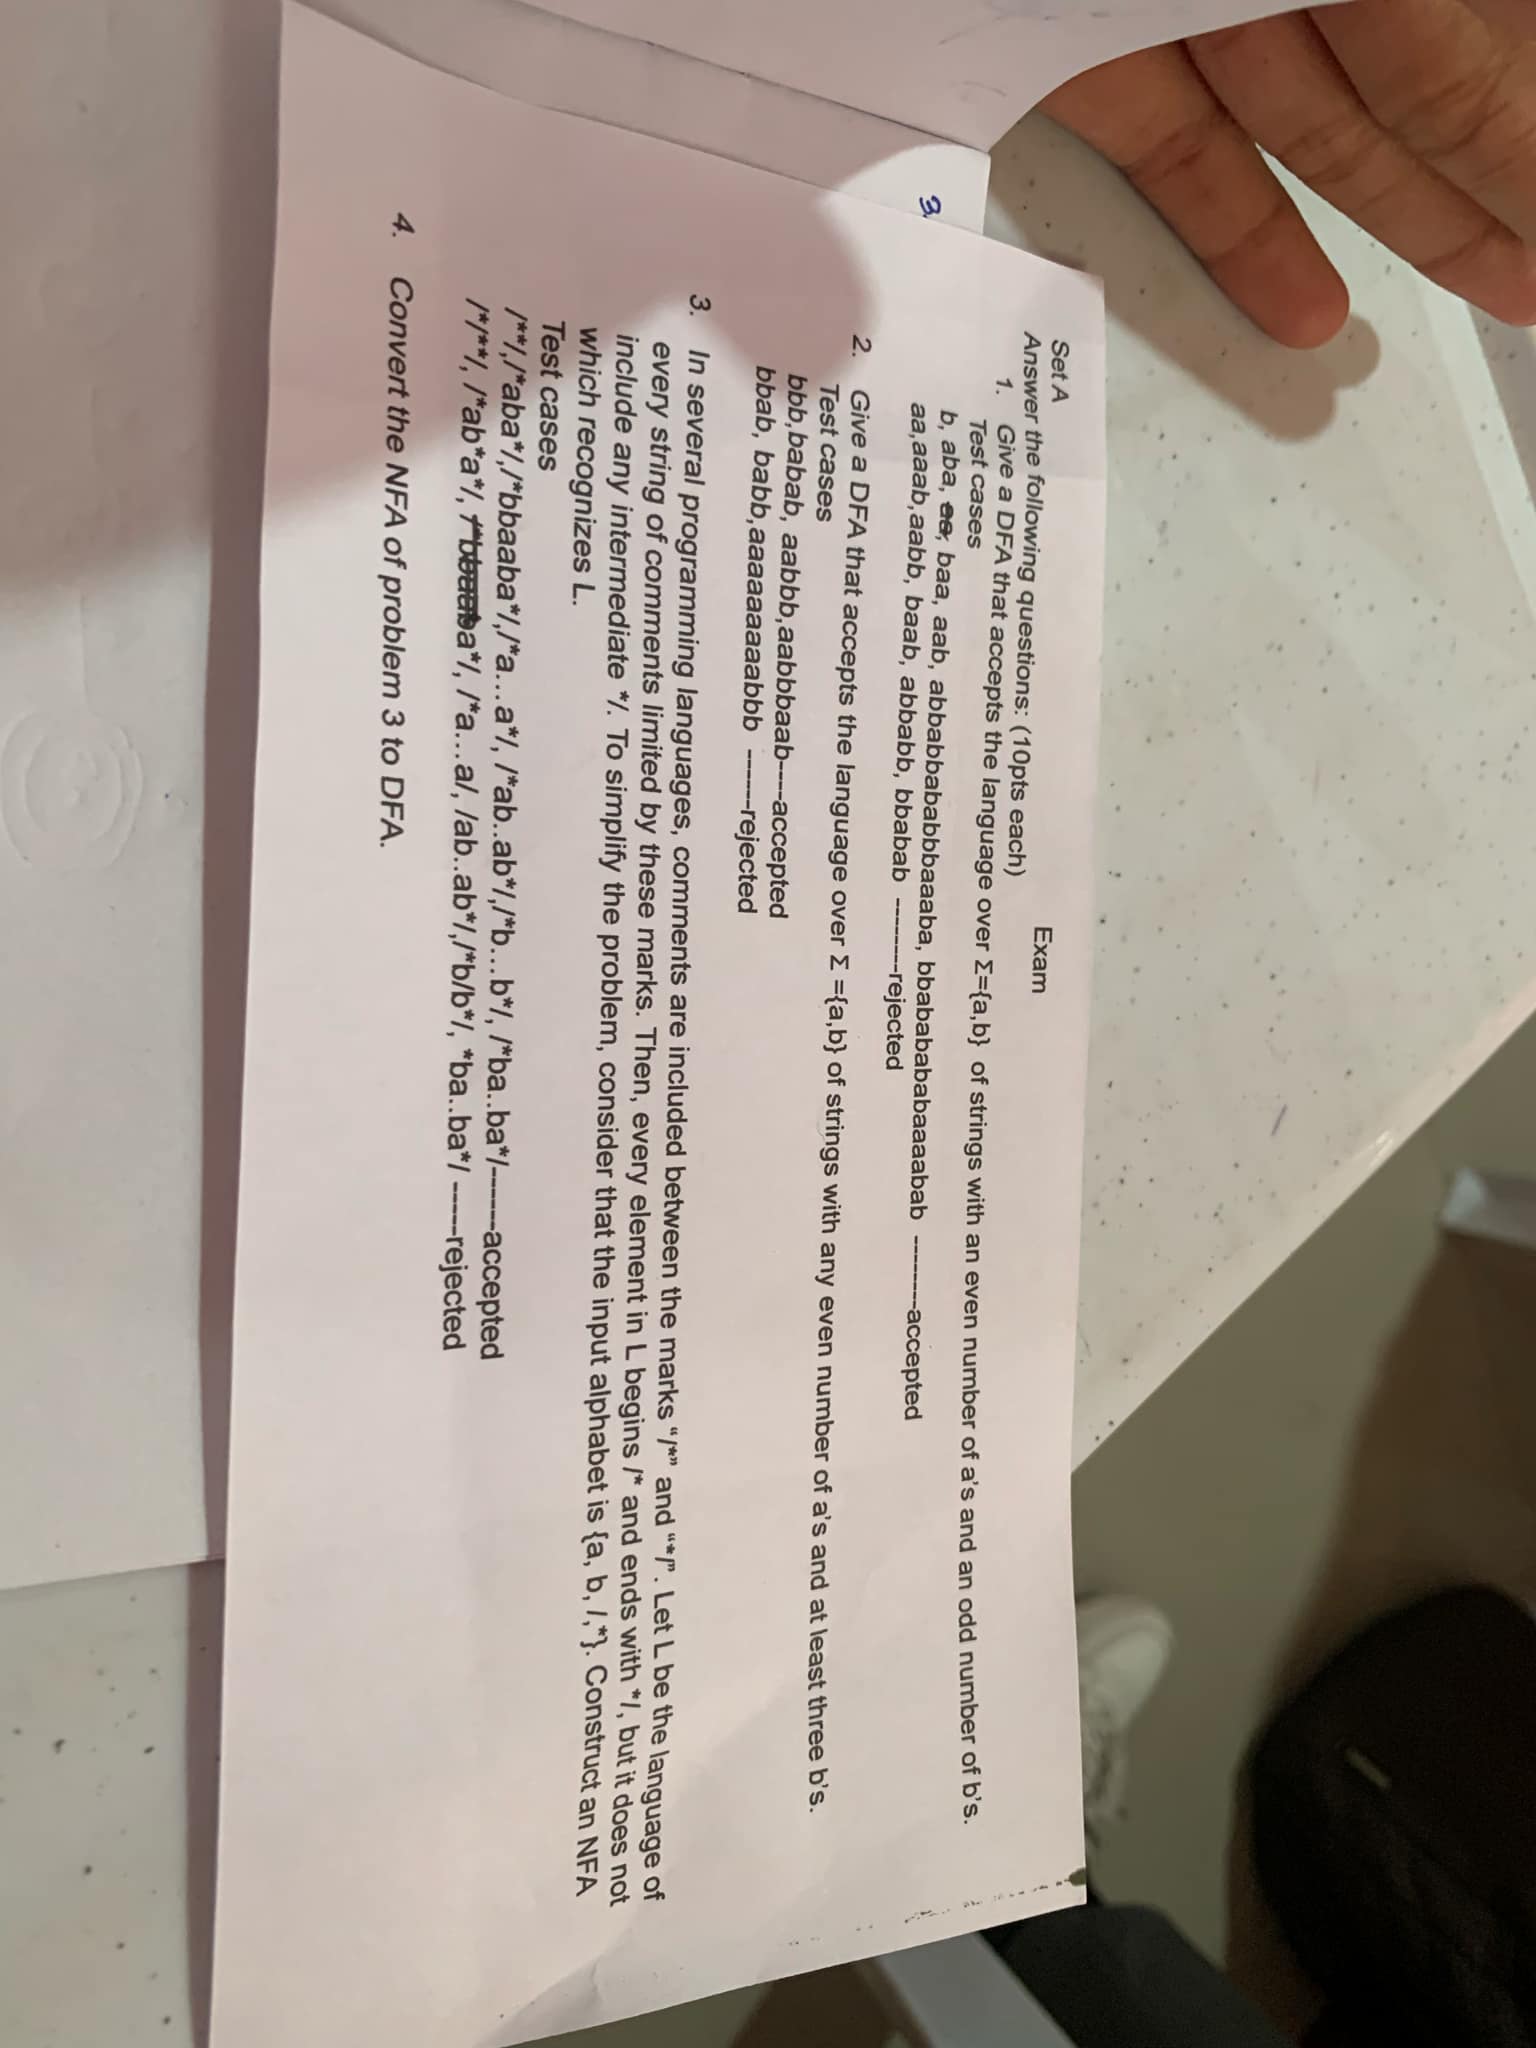 Set A
Exam
Answer the following questions: (10pts each)
1. Give a DFA that accepts the language over Σ={a,b} of strings with an even number of a's and an odd number of b's.
Test cases
b, aba, aa, baa, aab, abbabbababbbaaaba, bbababababaaaabab --------accepted
aa,aaab,aabb, baab, abbabb, bbabab --------rejected
2. Give a DFA that accepts the language over Σ ={a,b} of strings with any even number of a's and at least three b's.
Test cases
bbb,babab, aabbb,aabbbaab----accepted
bbab, babb,aaaaaaaaabbb ------rejected
3.
3. In several programming languages, comments are included between the marks “/*” and “*/”. Let L be the language of
every string of comments limited by these marks. Then, every element in L begins /* and ends with */, but it does not
include any intermediate */. To simplify the problem, consider that the input alphabet is {a, b, /,*}. Construct an NFA
which recognizes L.
Test cases
/**/,/*aba*/,/*bbaaba*/,/*a...a*/, /*ab..ab*/,/*b...b*/, /*ba..ba*/------accepted
/*/**/, /*ab*a*/, /*bbaaba*/, /*a...a/, /ab..ab*/,/*b/b*/, *ba..ba*/ -----rejected
4. Convert the NFA of problem 3 to DFA.